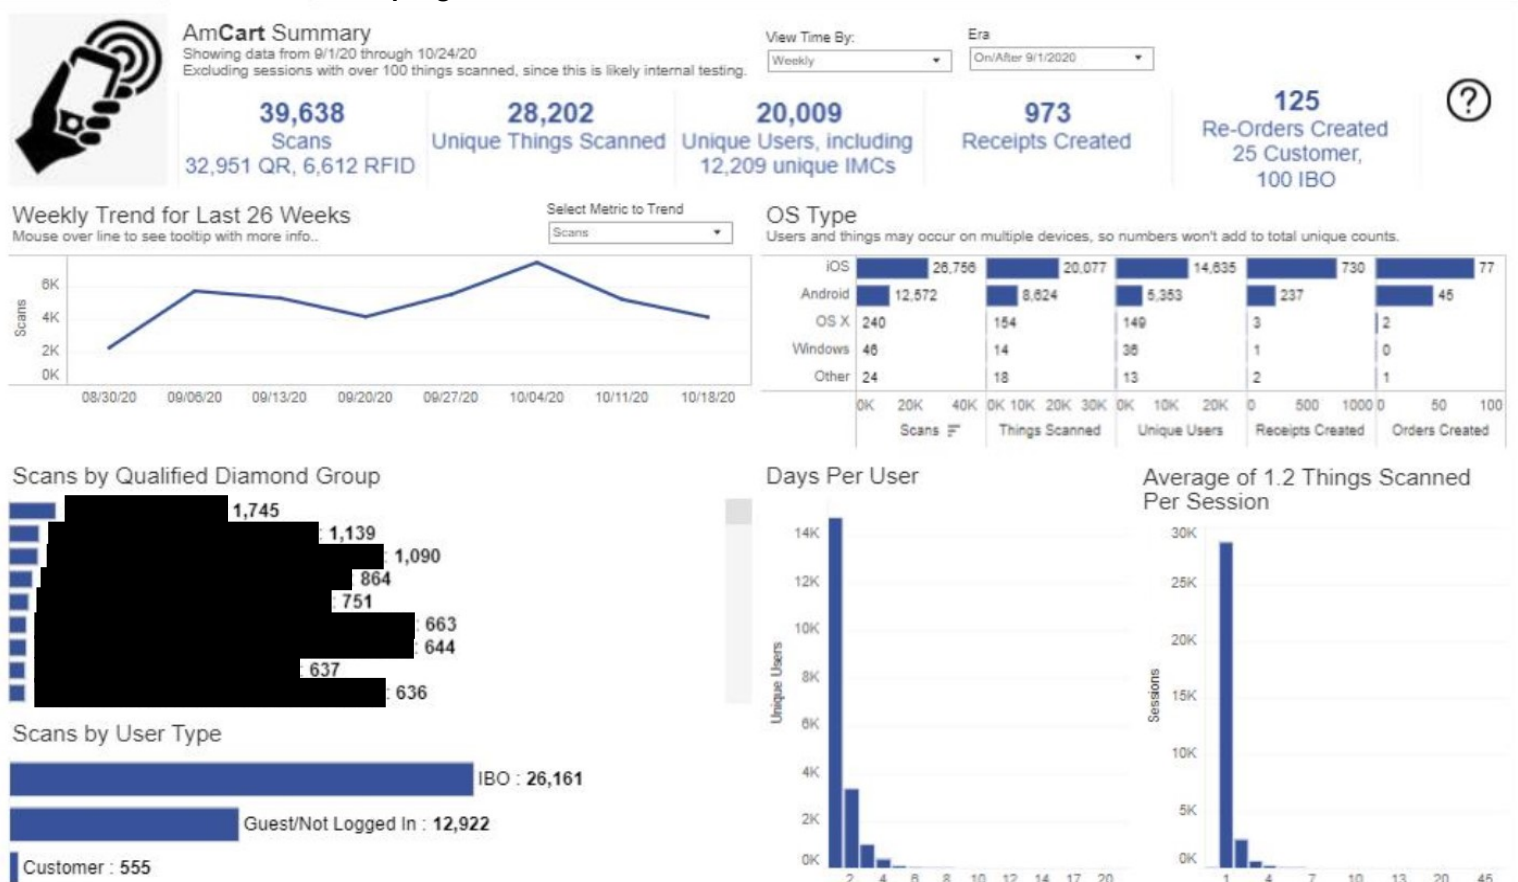 AmCart Summary
Showing data from 9/1/20 through 10/24/20
Excluding sessions with over 100 things scanned, since this is likely internal testing.
View Time By:
Weekly
Era
On/After 9/1/2020
39,638
Scans
32,951 QR, 6,612 RFID
28,202
Unique Things Scanned
20,009
Unique Users, including
12,209 unique IMCs
973
Receipts Created
125
Re-Orders Created
25 Customer,
100 IBO
?
Weekly Trend for Last 26 Weeks
Mouse over line to see tooltip with more info..
Select Metric to Trend
Scans
6K
4K
2K
0K
Scans
08/30/20 09/06/20 09/13/20 09/20/20 09/27/20 10/04/20 10/11/20 10/18/20
OS Type
Users and things may occur on multiple devices, so numbers won't add to total unique counts.
iOS 26,756 20,077 14,635 730 77
Android 12,572 8,624 5,353 237 45
OS X 240 154 149 3 2
Windows 46 14 36 1 0
Other 24 18 13 2 1
0K 20K 40K 0K 10K 20K 30K 0K 10K 20K 0 500 1000 0 50 100
Scans Things Scanned Unique Users Receipts Created Orders Created
Scans by Qualified Diamond Group
1,745
: 1,139
: 1,090
864
: 751
: 663
: 644
: 637
: 636
Scans by User Type
IBO : 26,161
Guest/Not Logged In : 12,922
Customer : 555
Days Per User
14K
12K
10K
8K
6K
4K
2K
0K
Unique Users
2 4 6 8 10 12 14 17 20
Average of 1.2 Things Scanned
Per Session
30K
25K
20K
15K
10K
5K
0K
Sessions
1 4 7 10 13 20 45